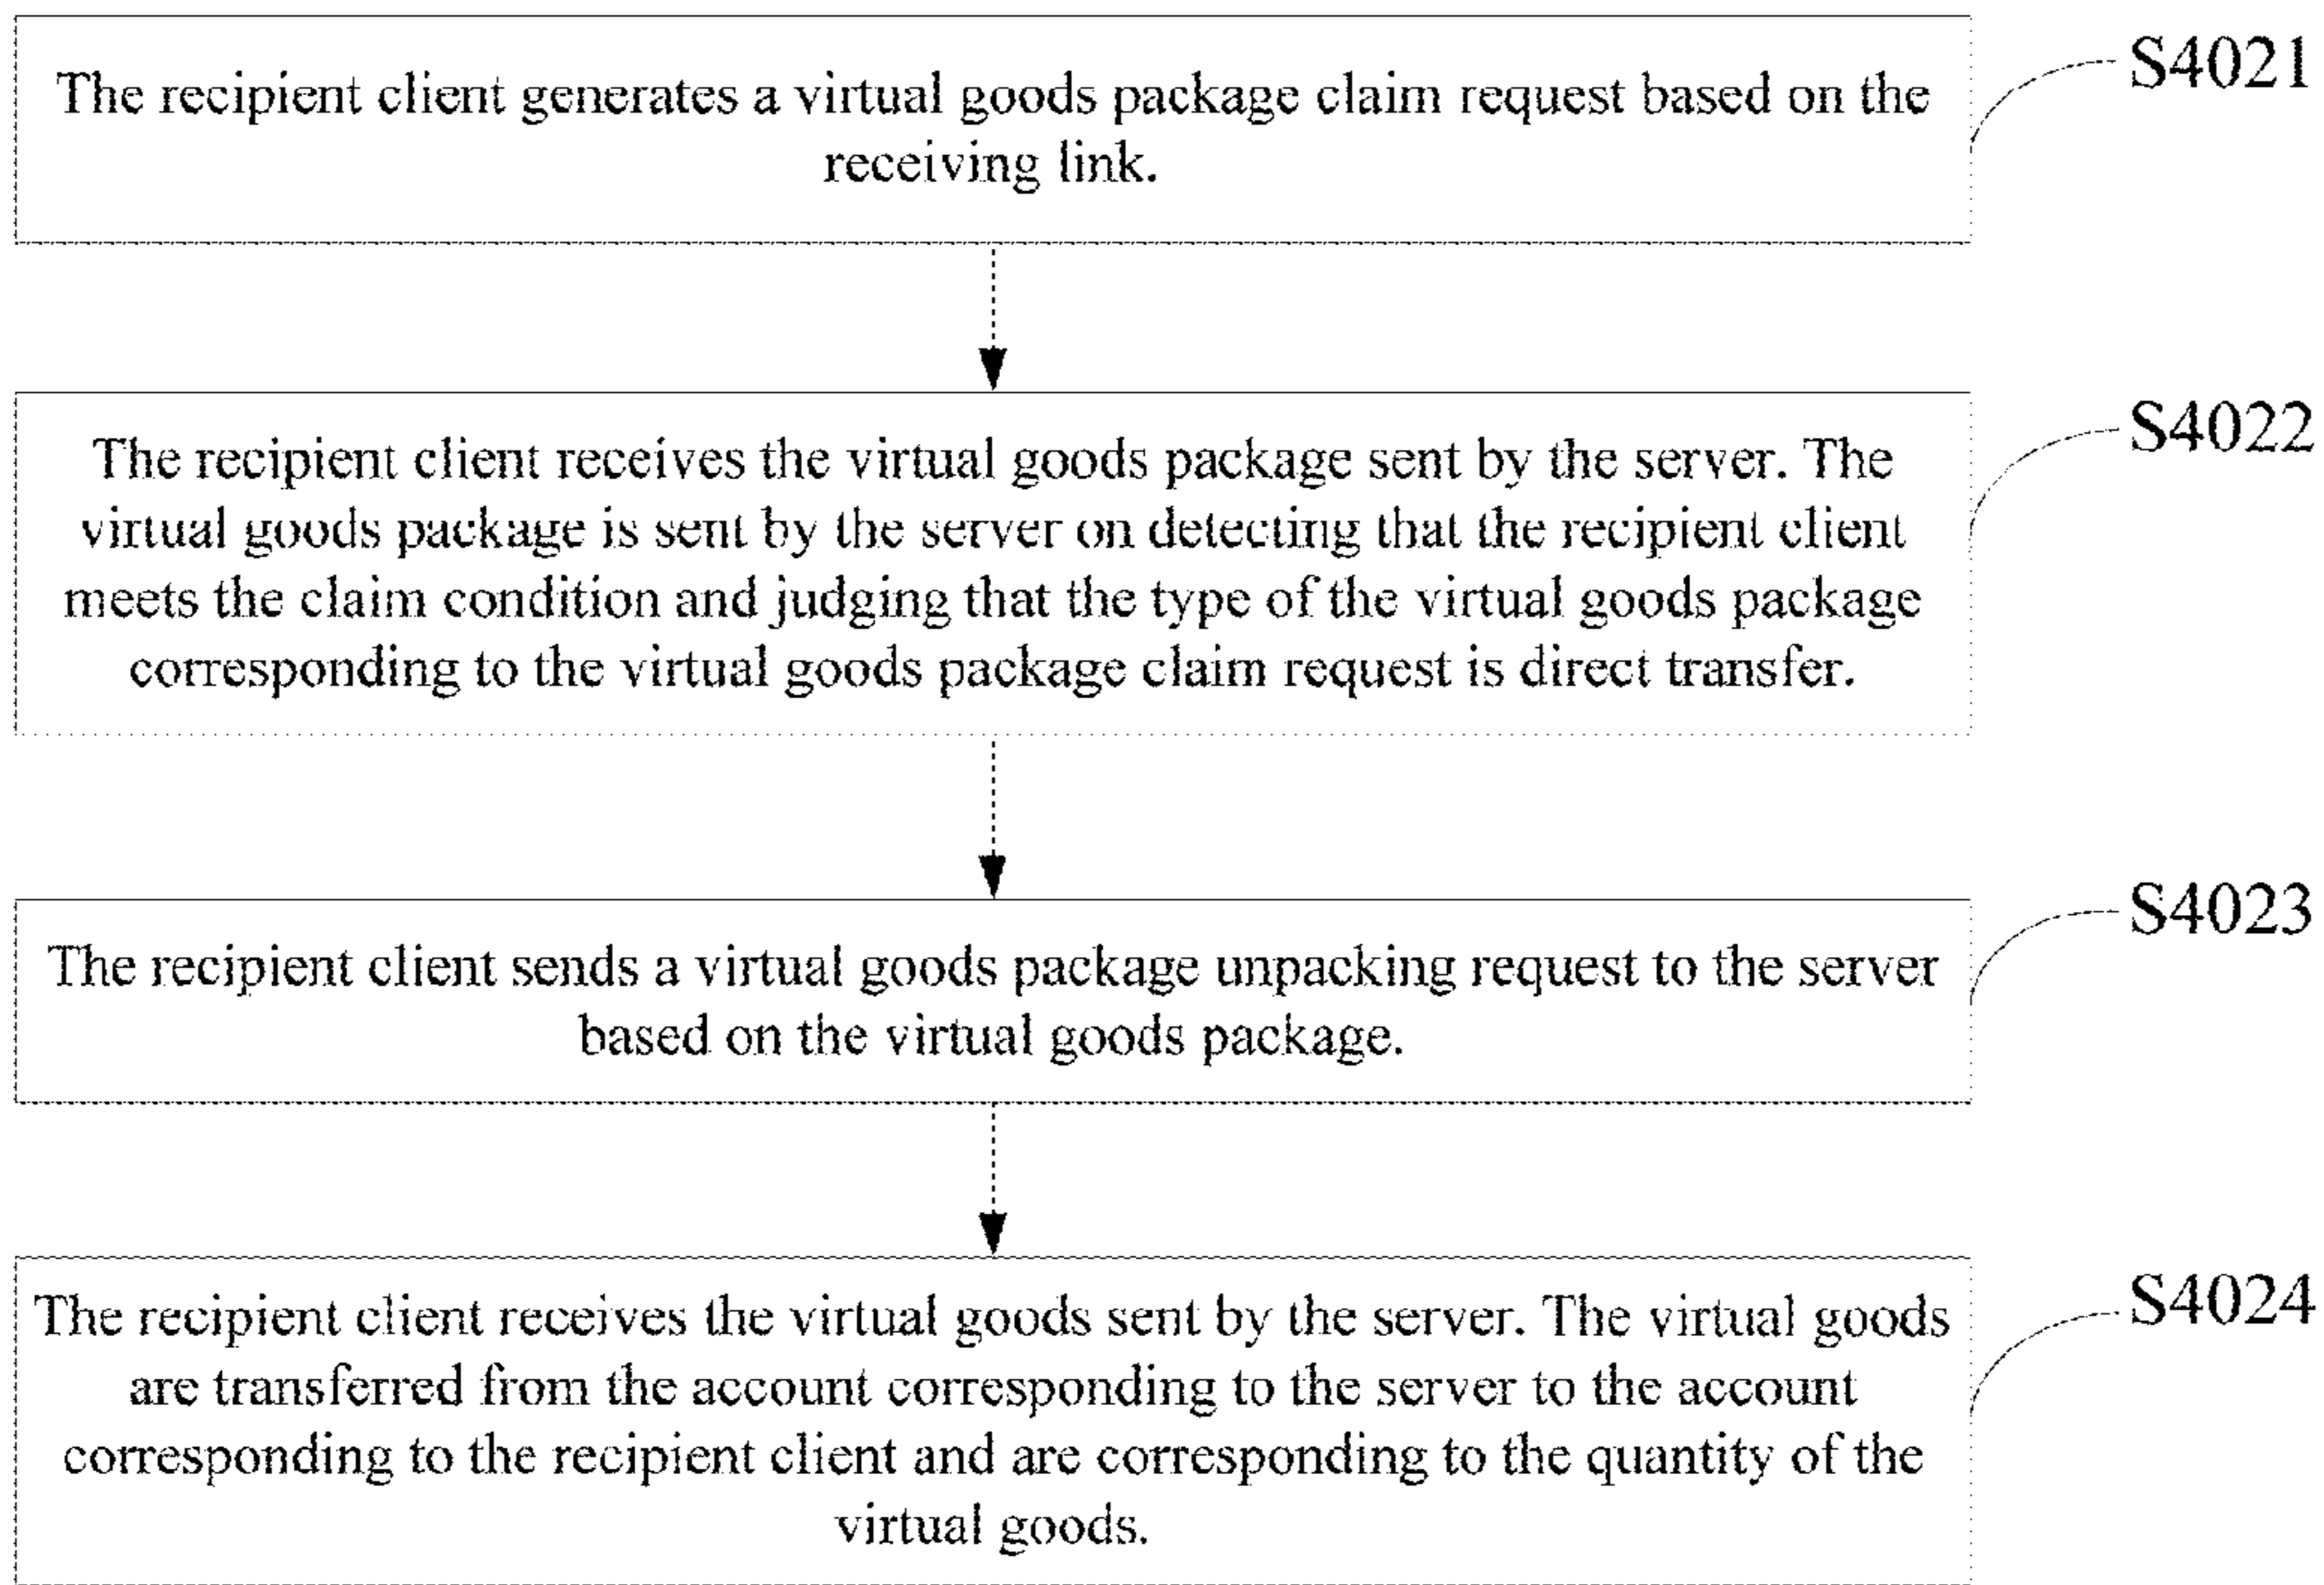 The recipient client generates a virtual goods package claim request based on the
receiving link.
S4021
The recipient client receives the virtual goods package sent by the server. The
virtual goods package is sent by the server on detecting that the recipient client
meets the claim condition and judging that the type of the virtual goods package
corresponding to the virtual goods package claim request is direct transfer.
S4022
The recipient client sends a virtual goods package unpacking request to the server
based on the virtual goods package.
S4023
The recipient client receives the virtual goods sent by the server. The virtual goods
are transferred from the account corresponding to the server to the account
corresponding to the recipient client and are corresponding to the quantity of the
virtual goods.
S4024